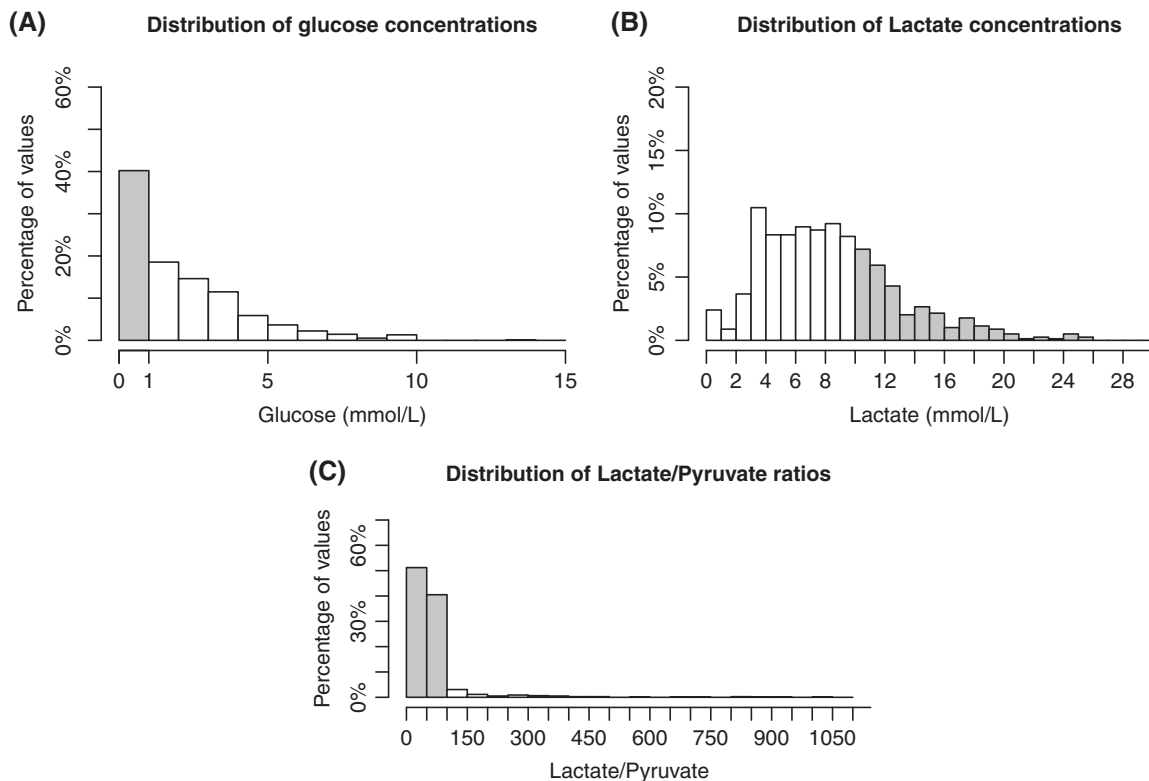 (A)
Distribution of glucose concentrations
Percentage of values
0% 20% 40% 60%
0 1 5 10 15
Glucose (mmol/L)
(B)
Distribution of Lactate concentrations
Percentage of values
0% 5% 10% 15% 20%
0 2 4 6 8 12 16 20 24 28
Lactate (mmol/L)
(C)
Distribution of Lactate/Pyruvate ratios
Percentage of values
0% 30% 60%
0 150 300 450 600 750 900 1050
Lactate/Pyruvate